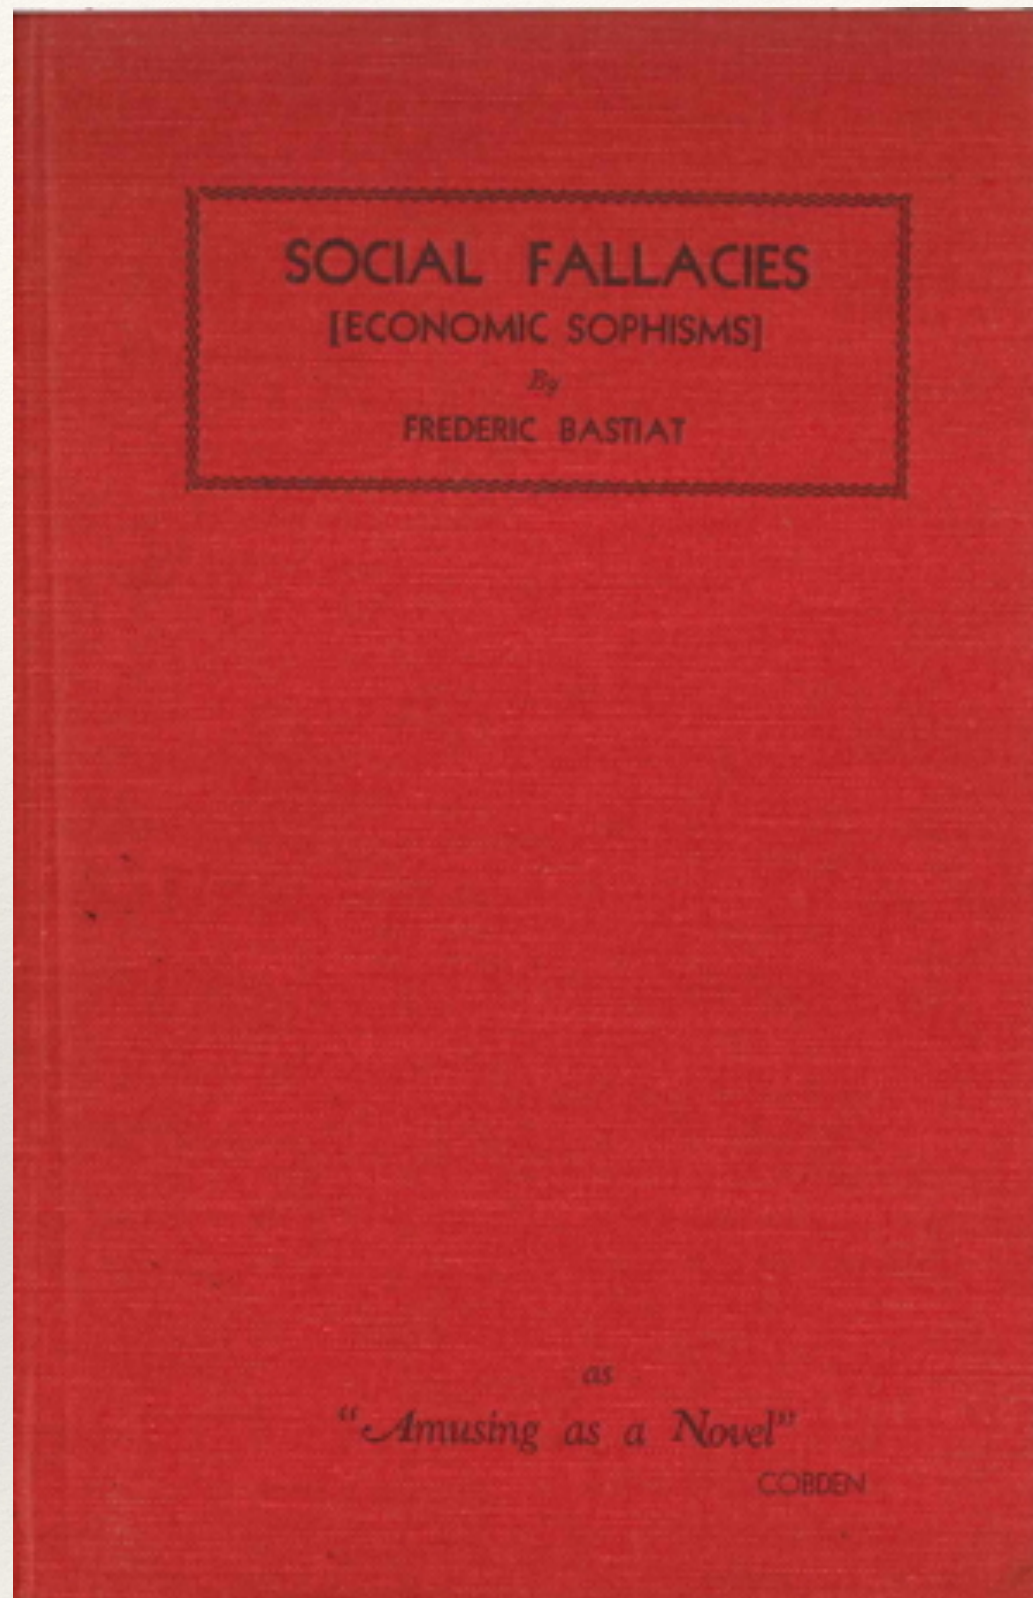 SOCIAL FALLACIES
[ECONOMIC SOPHISMS]
By
FREDERIC BASTIAT
as
"Amusing as a Novel"
COBDEN